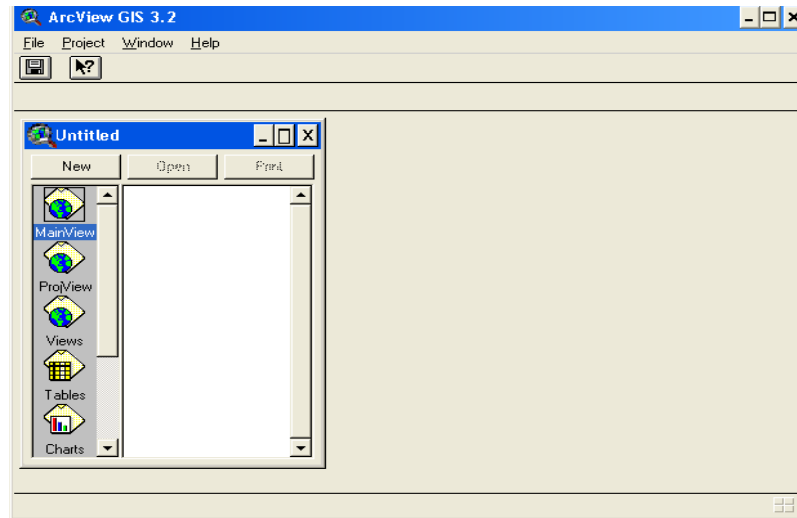 ArcView GIS 3.2
File Project Window Help
Untitled
New Open Print
MainView
ProjView
Views
Tables
Charts